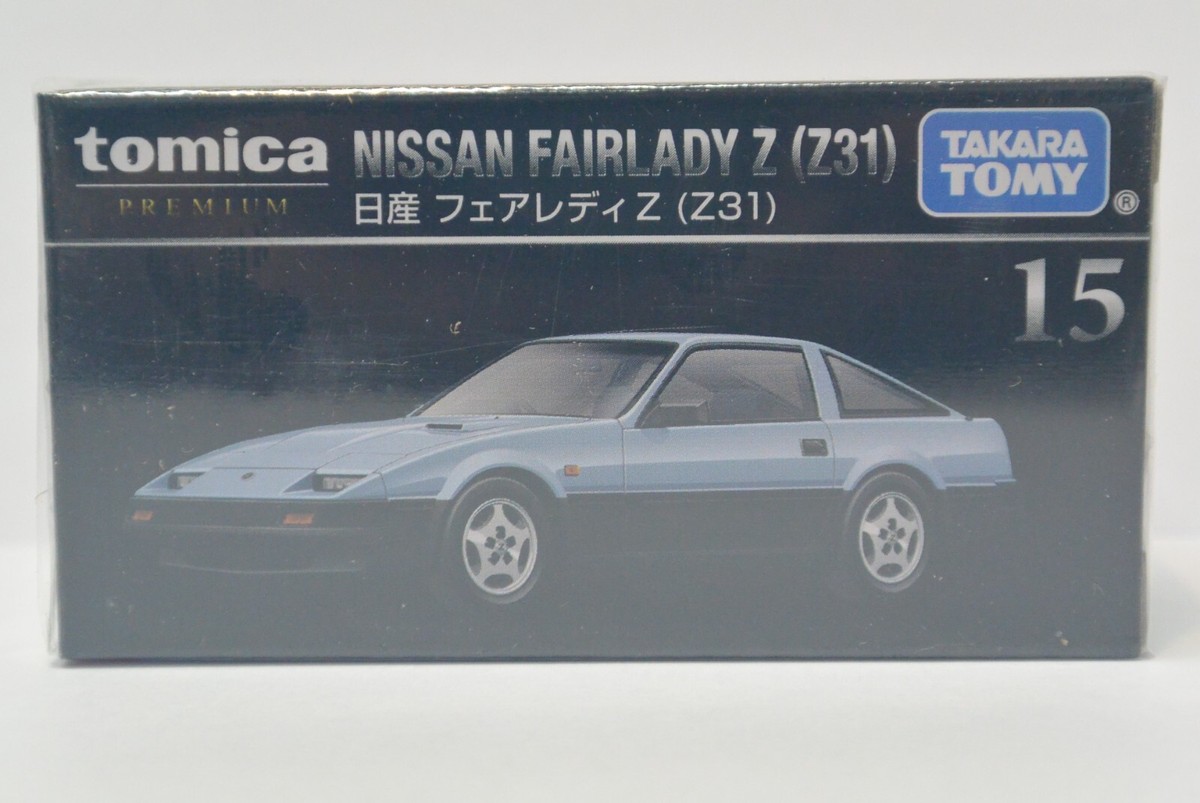 tomica
PREMIUM
NISSAN FAIRLADY Z (Z31)
日産 フェアレディZ (Z31)
TAKARA
TOMY
®
15